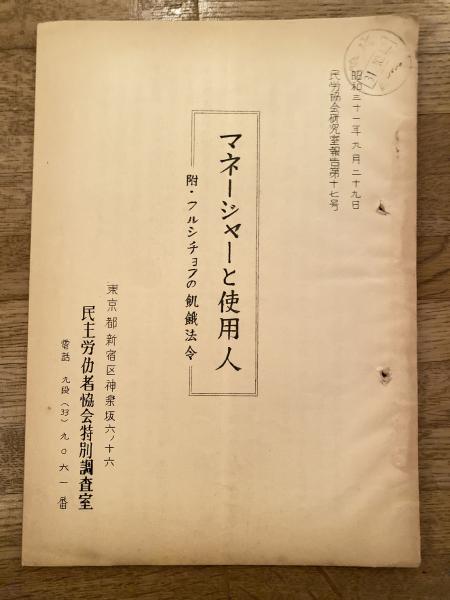 昭和三十一年九月二十九日
民労協会研究室報告第十七号
マネージャーと使用人
附・フルシチョフの飢餓法令
東京都新宿区神楽坂六ノ十六
民主労仂者協会特別調査室
電話 九段(33)九〇六一番